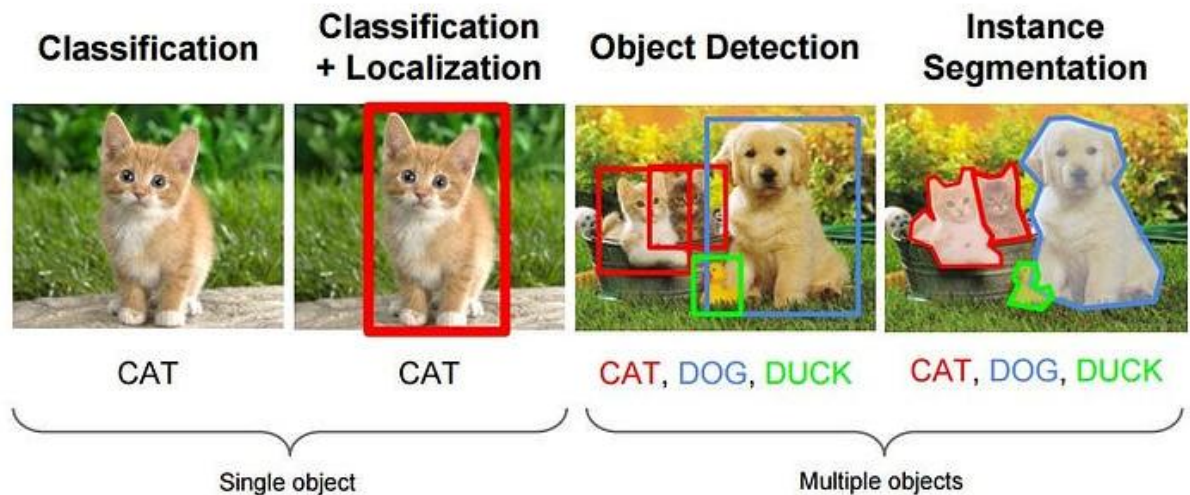 Classification
Classification
+ Localization
Object Detection
Instance
Segmentation
CAT
CAT
CAT, DOG, DUCK
CAT, DOG, DUCK
Single object
Multiple objects